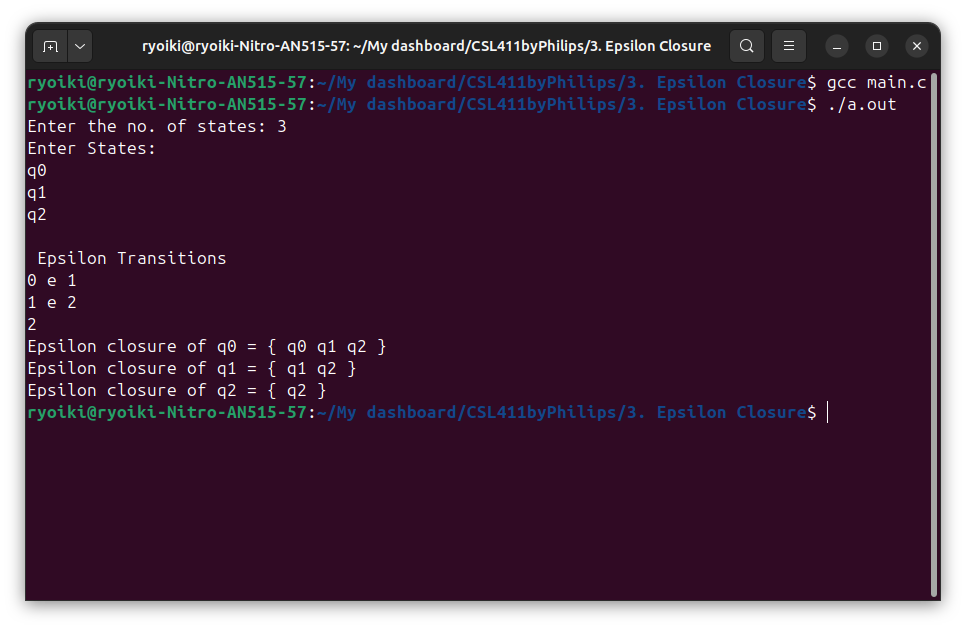 ryoiki@ryoiki-Nitro-AN515-57: ~/My dashboard/CSL411byPhilips/3. Epsilon Closure
ryoiki@ryoiki-Nitro-AN515-57:~/My dashboard/CSL411byPhilips/3. Epsilon Closure$ gcc main.c
ryoiki@ryoiki-Nitro-AN515-57:~/My dashboard/CSL411byPhilips/3. Epsilon Closure$ ./a.out
Enter the no. of states: 3
Enter States:
q0
q1
q2
Epsilon Transitions
0 e 1
1 e 2
2
Epsilon closure of q0 = { q0 q1 q2 }
Epsilon closure of q1 = { q1 q2 }
Epsilon closure of q2 = { q2 }
ryoiki@ryoiki-Nitro-AN515-57:~/My dashboard/CSL411byPhilips/3. Epsilon Closure$